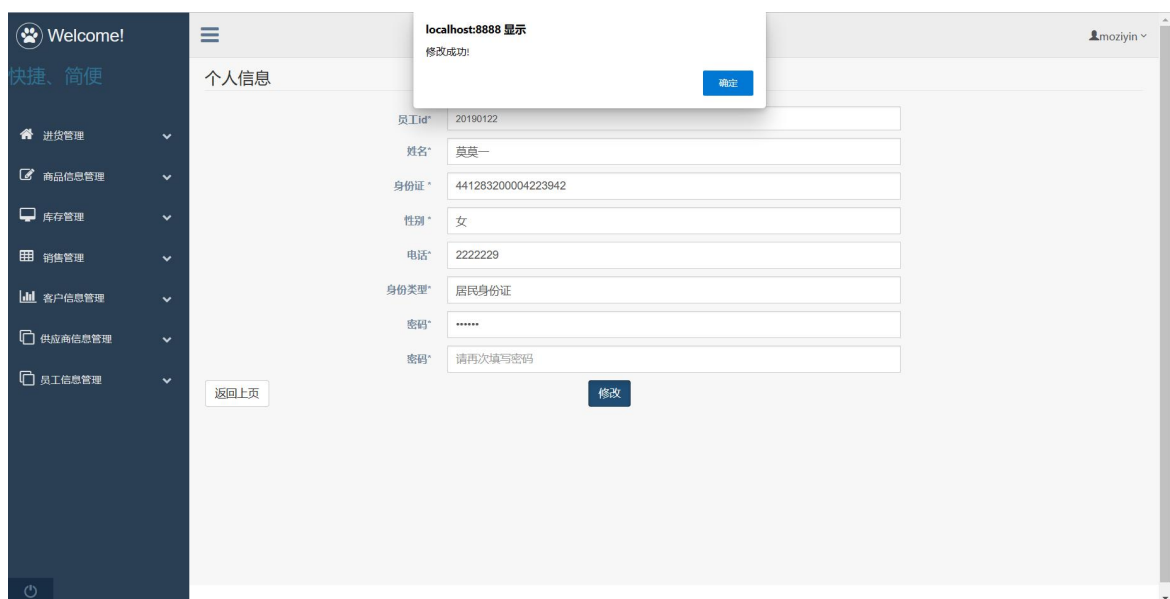 Welcome!
快捷、简便
进货管理
商品信息管理
库存管理
销售管理
客户信息管理
供应商信息管理
员工信息管理
moziyin
localhost:8888 显示
修改成功!
确定
个人信息
员工id* 20190122
姓名* 莫莫一
身份证 * 441283200004223942
性别 * 女
电话* 2222229
身份类型* 居民身份证
密码* ••••••
密码* 请再次填写密码
返回上页
修改